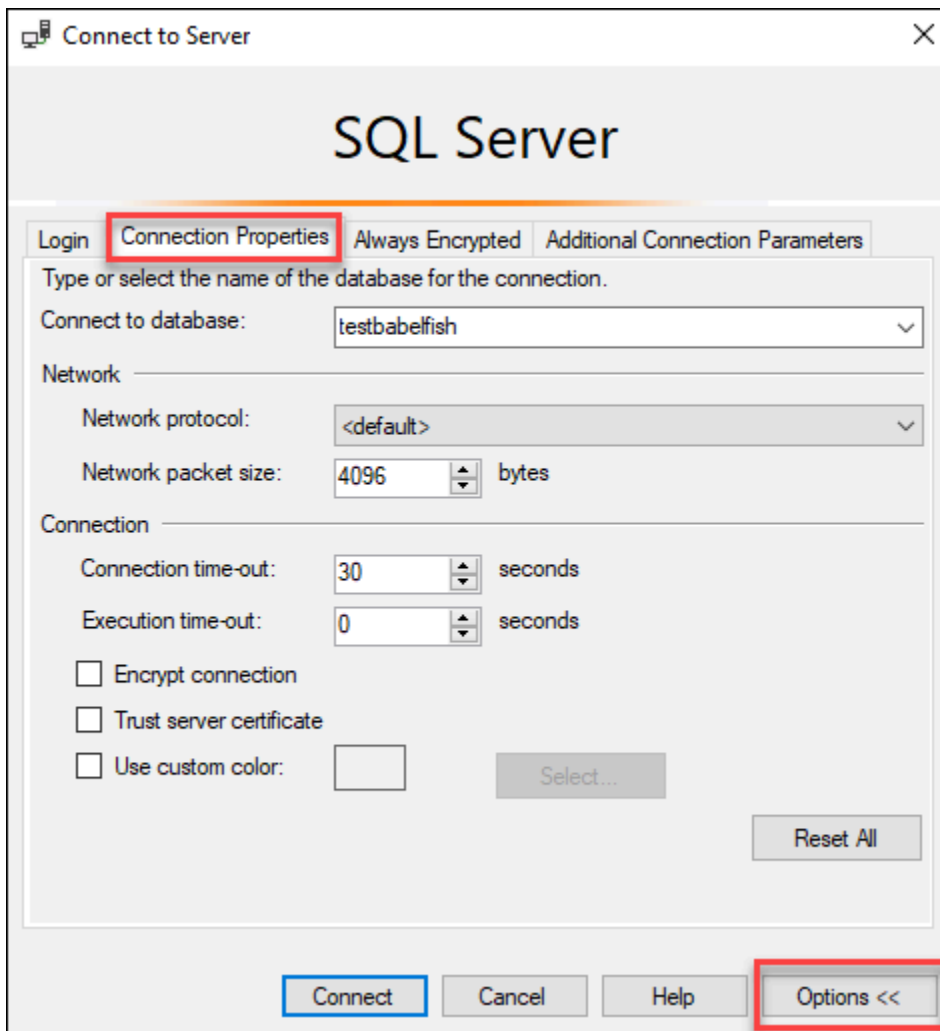 Connect to Server
SQL Server
Login Connection Properties Always Encrypted Additional Connection Parameters
Type or select the name of the database for the connection.
Connect to database: testbabelfish
Network
Network protocol: <default>
Network packet size: 4096 bytes
Connection
Connection time-out: 30 seconds
Execution time-out: 0 seconds
Encrypt connection
Trust server certificate
Use custom color: Select...
Reset All
Connect Cancel Help Options <<